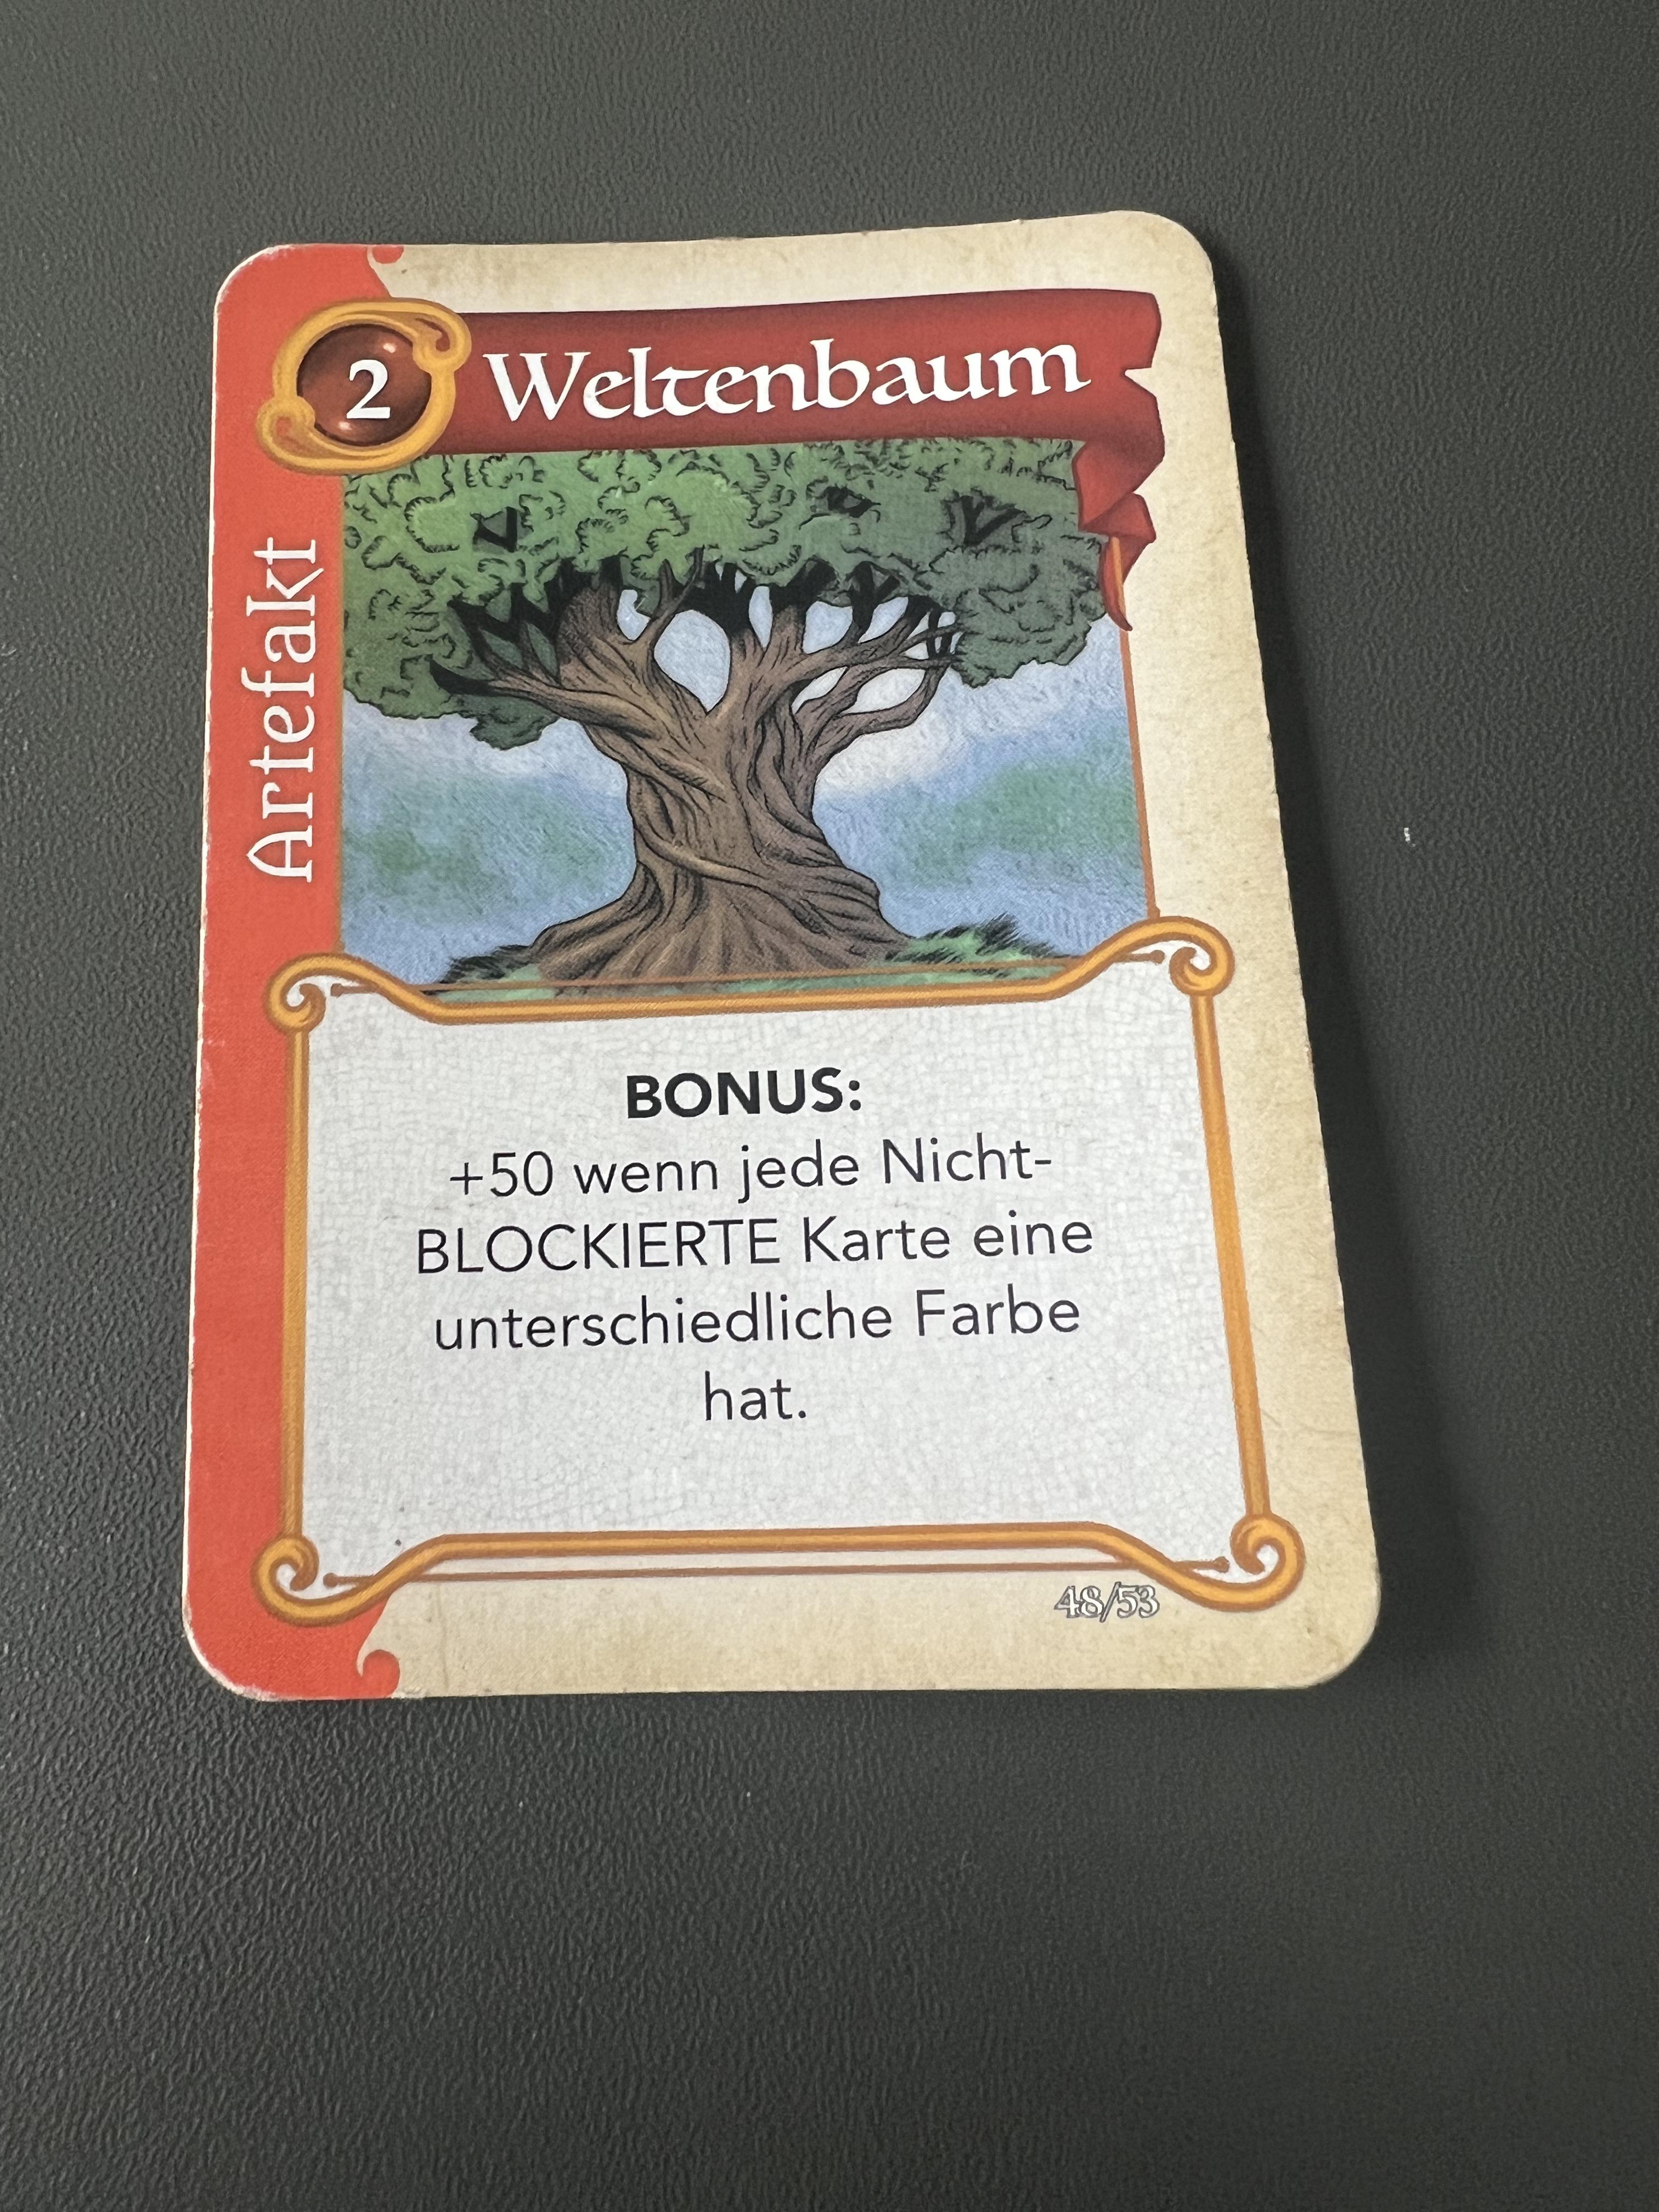 2 Weltenbaum
Artefakt
BONUS:
+50 wenn jede Nicht-
BLOCKIERTE Karte eine
unterschiedliche Farbe
hat.
48/53